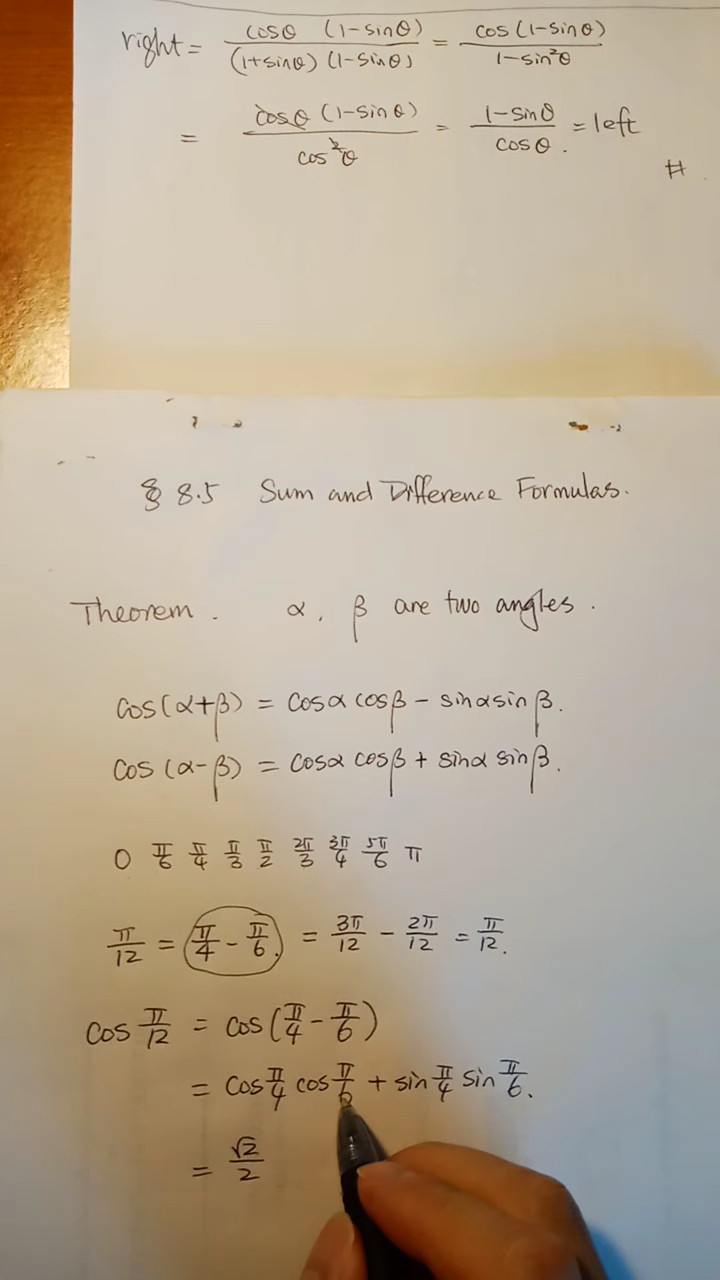 right = cosθ (1-sinθ) / (1+sinθ) (1-sinθ) = cos (1-sinθ) / 1-sin²θ
= cosθ (1-sinθ) / cos²θ = 1-sinθ / cosθ . = left
#
§ 8.5 Sum and Difference Formulas.
Theorem . α, β are two angles .
cos(α+β) = cosα cosβ - sinα sinβ.
cos (α-β) = cosα cosβ + sinα sinβ.
0 π/6 π/4 π/3 π/2 2π/3 3π/4 5π/6 π
π/12 = π/4 - π/6. = 3π/12 - 2π/12 = π/12.
cos π/12 = cos(π/4 - π/6)
= cos π/4 cos π/6 + sin π/4 sin π/6.
= √2/2